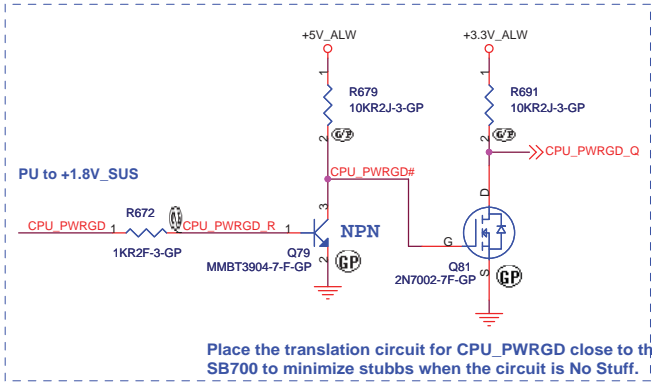 +5V_ALW
+3.3V_ALW
1
1
R679
10KR2J-3-GP
R691
10KR2J-3-GP
2
G/P
2
G/P
CPU_PWRGD_Q
PU to +1.8V_SUS
CPU_PWRGD#
R672
3
D
CPU_PWRGD 1
2
CPU_PWRGD_R
1
NPN
G
1KR2F-3-GP
Q79
MMBT3904-7-F-GP
2
GP
Q81
2N7002-7F-GP
S
GP
Place the translation circuit for CPU_PWRGD close to th
SB700 to minimize stubbs when the circuit is No Stuff.